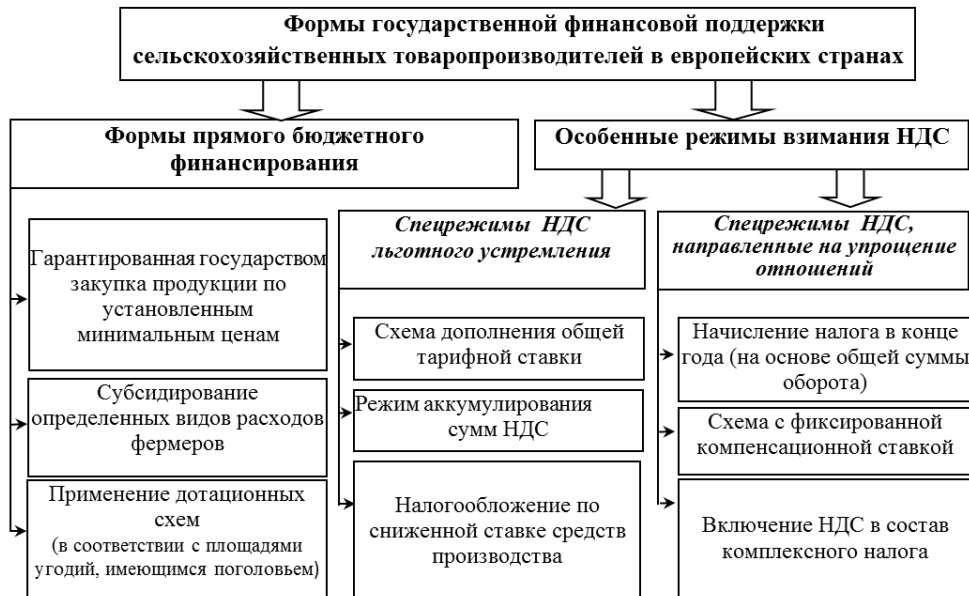 Формы государственной финансовой поддержки
сельскохозяйственных товаропроизводителей в европейских странах
Формы прямого бюджетного
финансирования
Особенные режимы взимания НДС
Гарантированная государством
закупка продукции по
установленным
минимальным ценам
Субсидирование
определенных видов расходов
фермеров
Применение дотационных
схем
(в соответствии с площадями
угодий, имеющимся поголовьем)
Спецрежимы НДС
льготного устремления
Схема дополнения общей
тарифной ставки
Режим аккумулирования
сумм НДС
Налогообложение по
сниженной ставке средств
производства
Спецрежимы НДС,
направленные на упрощение
отношений
Начисление налога в конце
года (на основе общей суммы
оборота)
Схема с фиксированной
компенсационной ставкой
Включение НДС в состав
комплексного налога